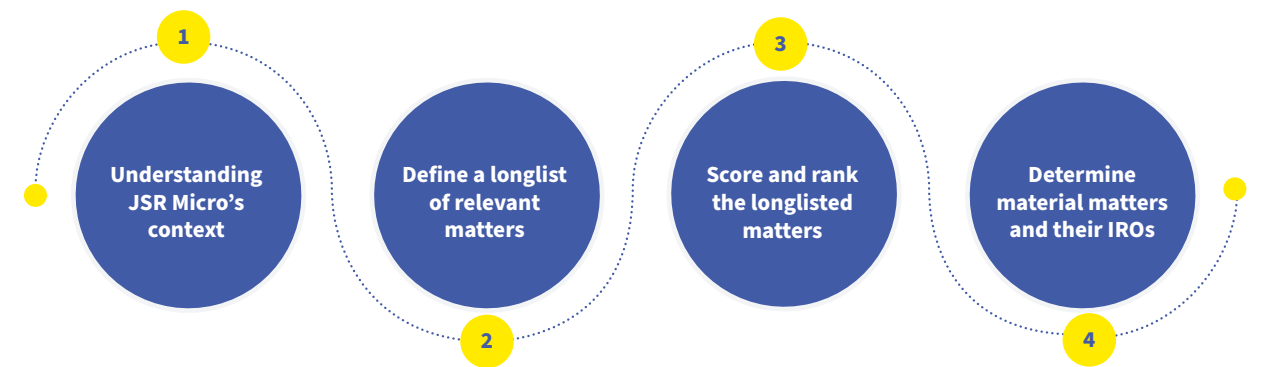 1
Understanding
JSR Micro’s
context
2
Define a longlist
of relevant
matters
3
Score and rank
the longlisted
matters
4
Determine
material matters
and their IROs